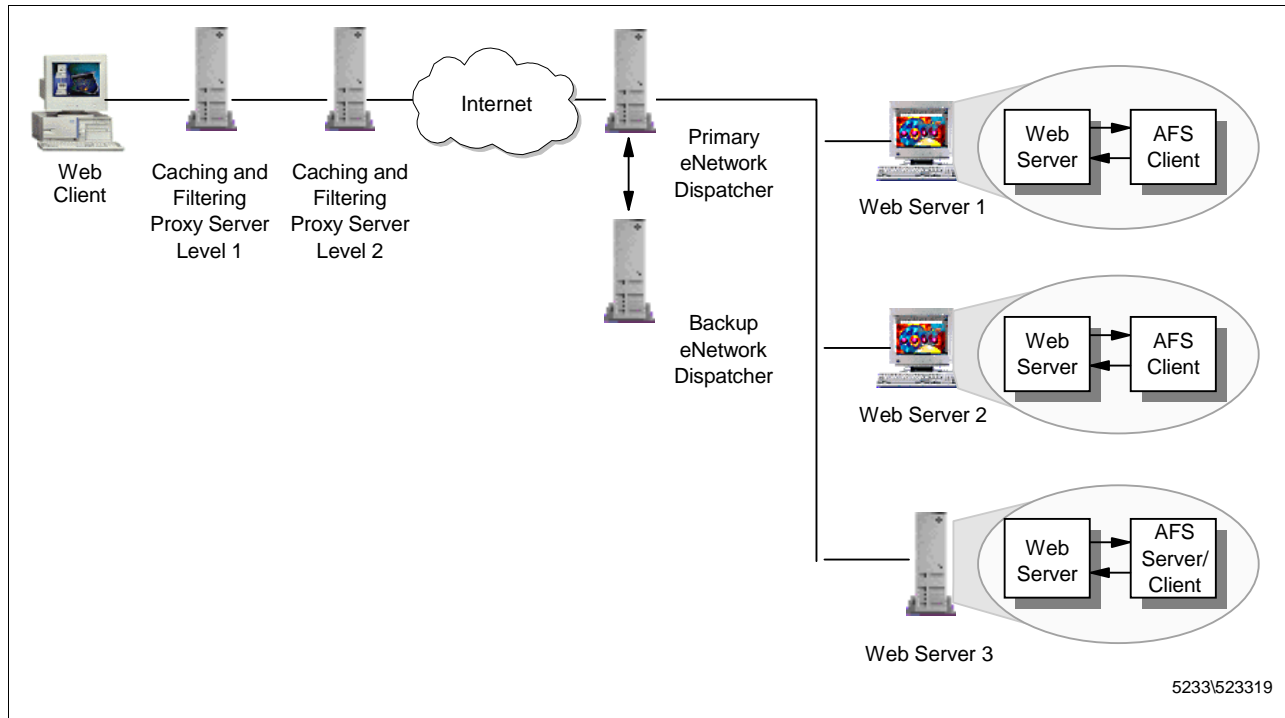 Web
Client
Caching and
Filtering
Proxy Server
Level 1
Caching and
Filtering
Proxy Server
Level 2
Internet
Primary
eNetwork
Dispatcher
Backup
eNetwork
Dispatcher
Web Server 1
Web
Server
AFS
Client
Web Server 2
Web
Server
AFS
Client
Web Server 3
Web
Server
AFS
Server/
Client
5233\523319